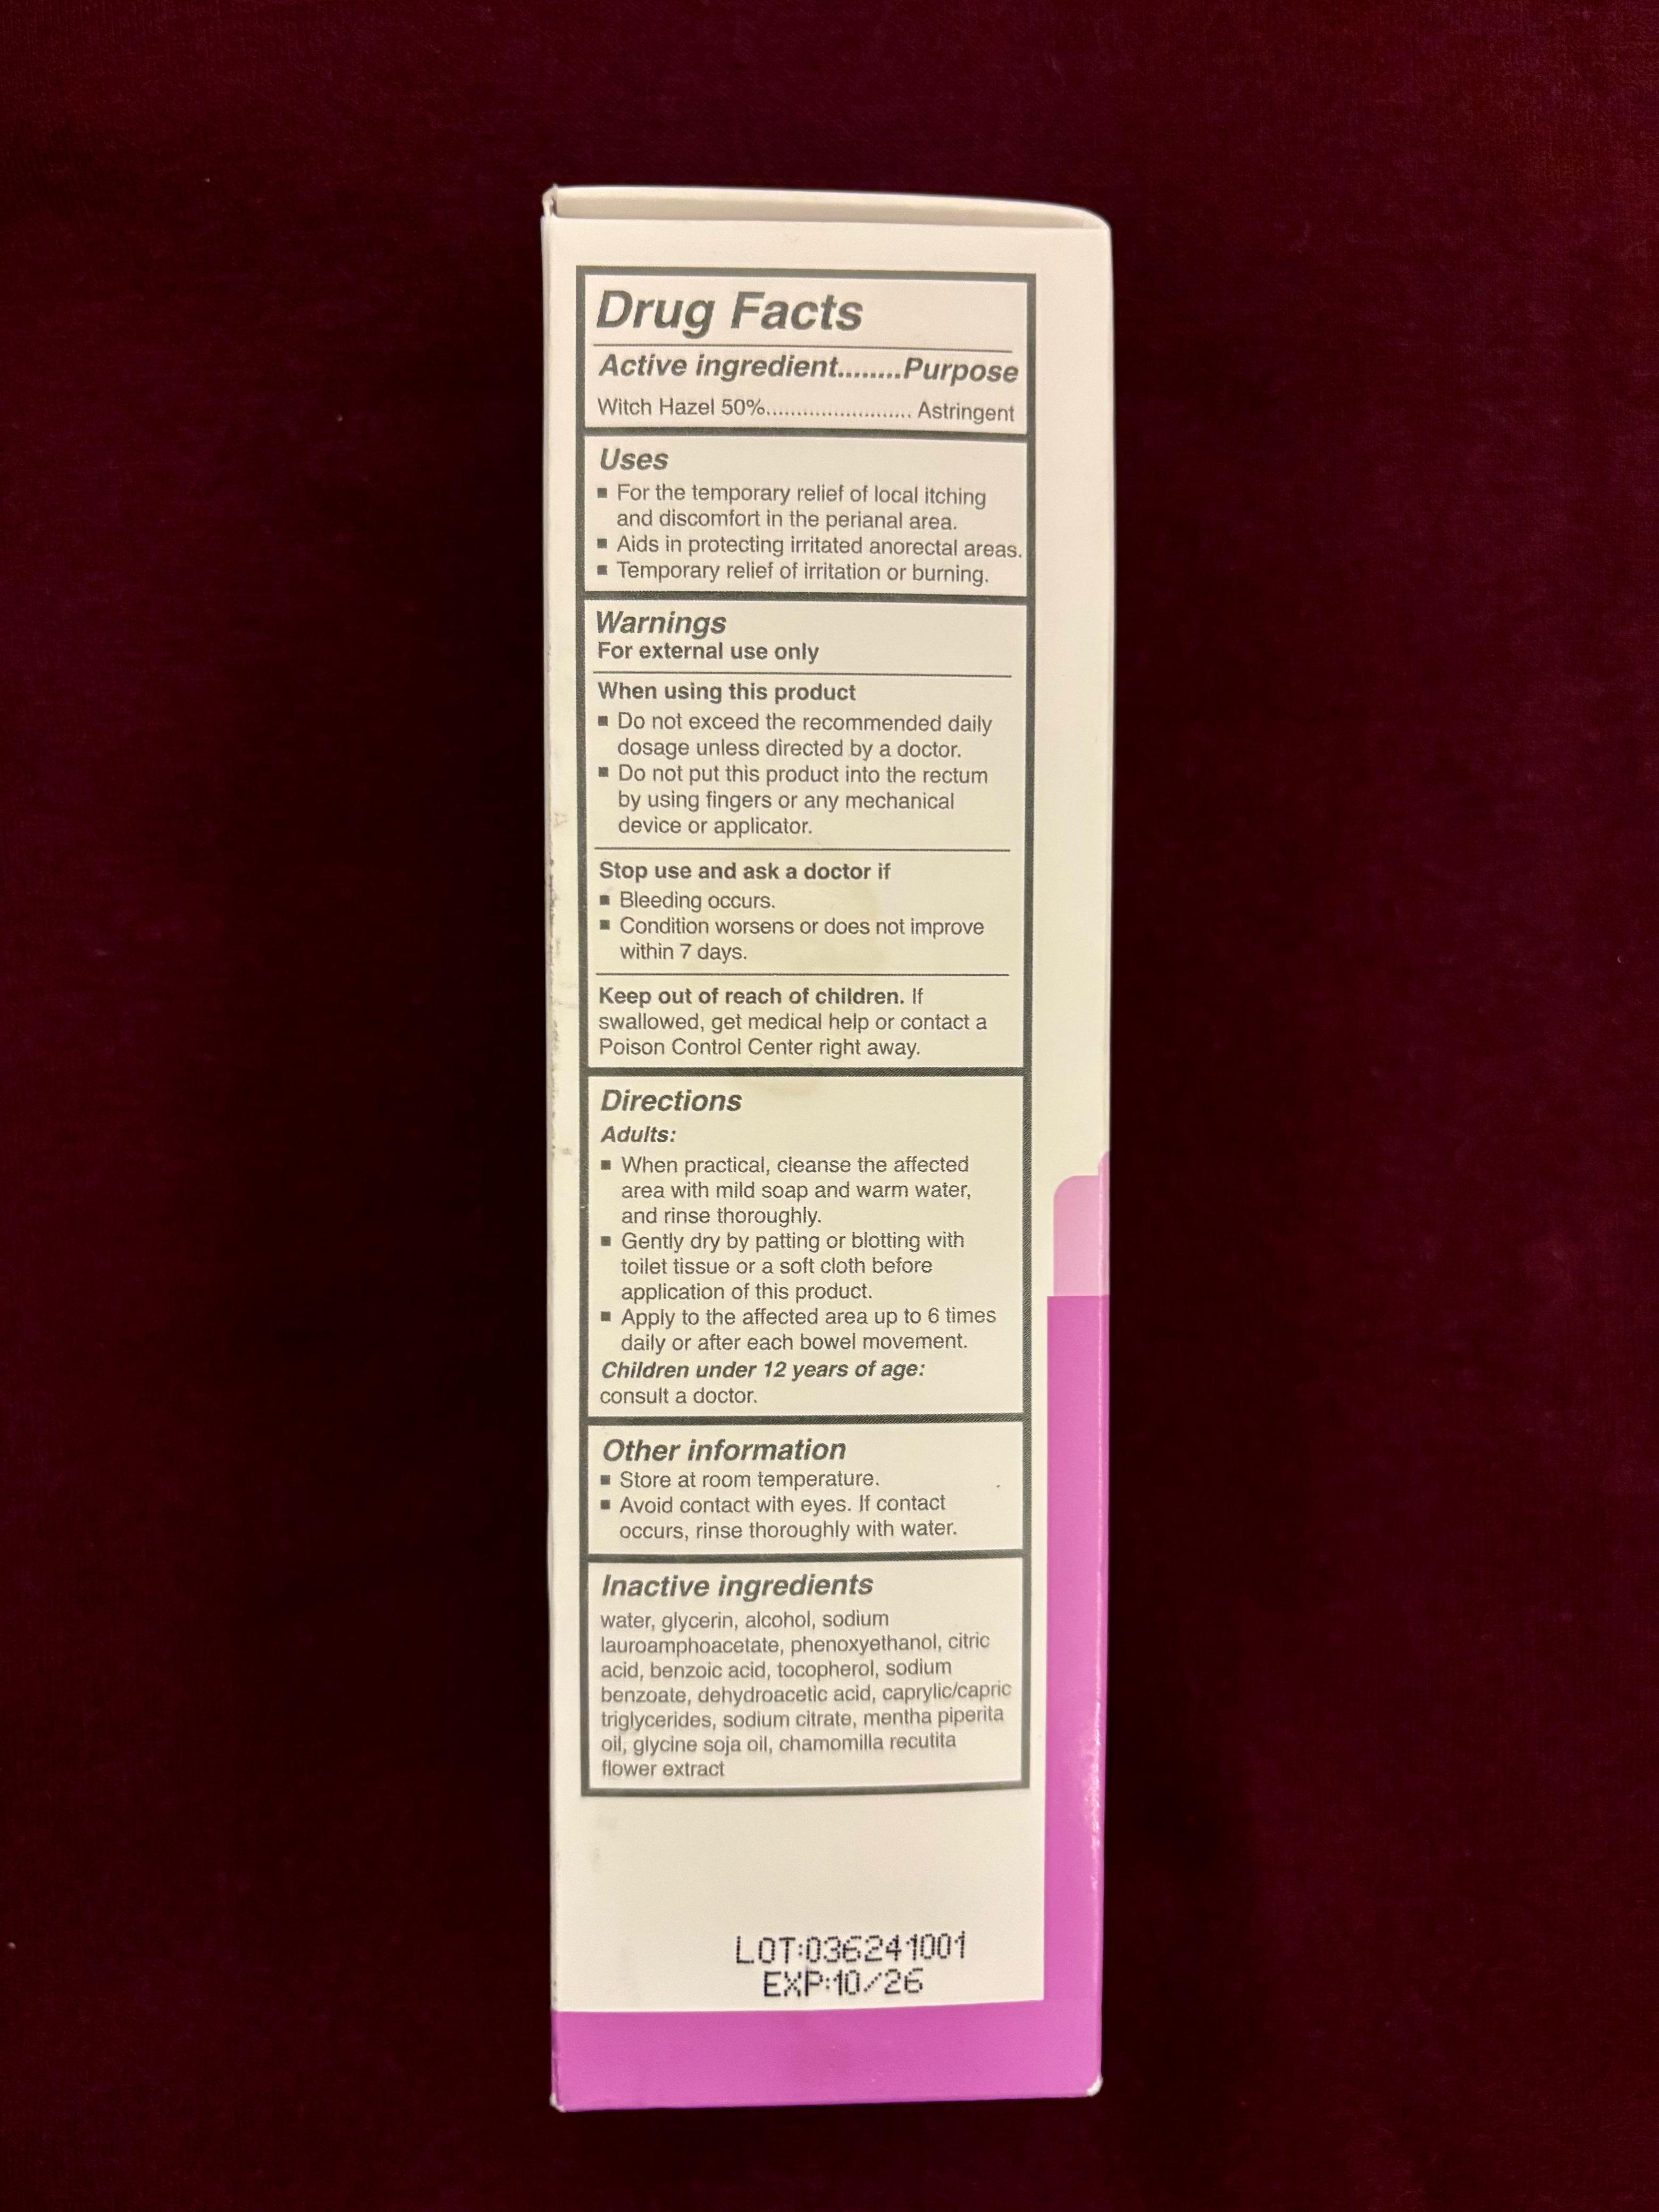 Drug Facts
Active ingredient........Purpose
Witch Hazel 50%........................ Astringent
Uses
▪ For the temporary relief of local itching
and discomfort in the perianal area.
▪ Aids in protecting irritated anorectal areas.
▪ Temporary relief of irritation or burning.
Warnings
For external use only
When using this product
▪ Do not exceed the recommended daily
dosage unless directed by a doctor.
▪ Do not put this product into the rectum
by using fingers or any mechanical
device or applicator.
Stop use and ask a doctor if
▪ Bleeding occurs.
▪ Condition worsens or does not improve
within 7 days.
Keep out of reach of children. If
swallowed, get medical help or contact a
Poison Control Center right away.
Directions
Adults:
▪ When practical, cleanse the affected
area with mild soap and warm water,
and rinse thoroughly.
▪ Gently dry by patting or blotting with
toilet tissue or a soft cloth before
application of this product.
▪ Apply to the affected area up to 6 times
daily or after each bowel movement.
Children under 12 years of age:
consult a doctor.
Other information
▪ Store at room temperature.
▪ Avoid contact with eyes. If contact
occurs, rinse thoroughly with water.
Inactive ingredients
water, glycerin, alcohol, sodium
lauroamphoacetate, phenoxyethanol, citric
acid, benzoic acid, tocopherol, sodium
benzoate, dehydroacetic acid, caprylic/capric
triglycerides, sodium citrate, mentha piperita
oil, glycine soja oil, chamomilla recutita
flower extract
LOT:036241001
EXP:10/26